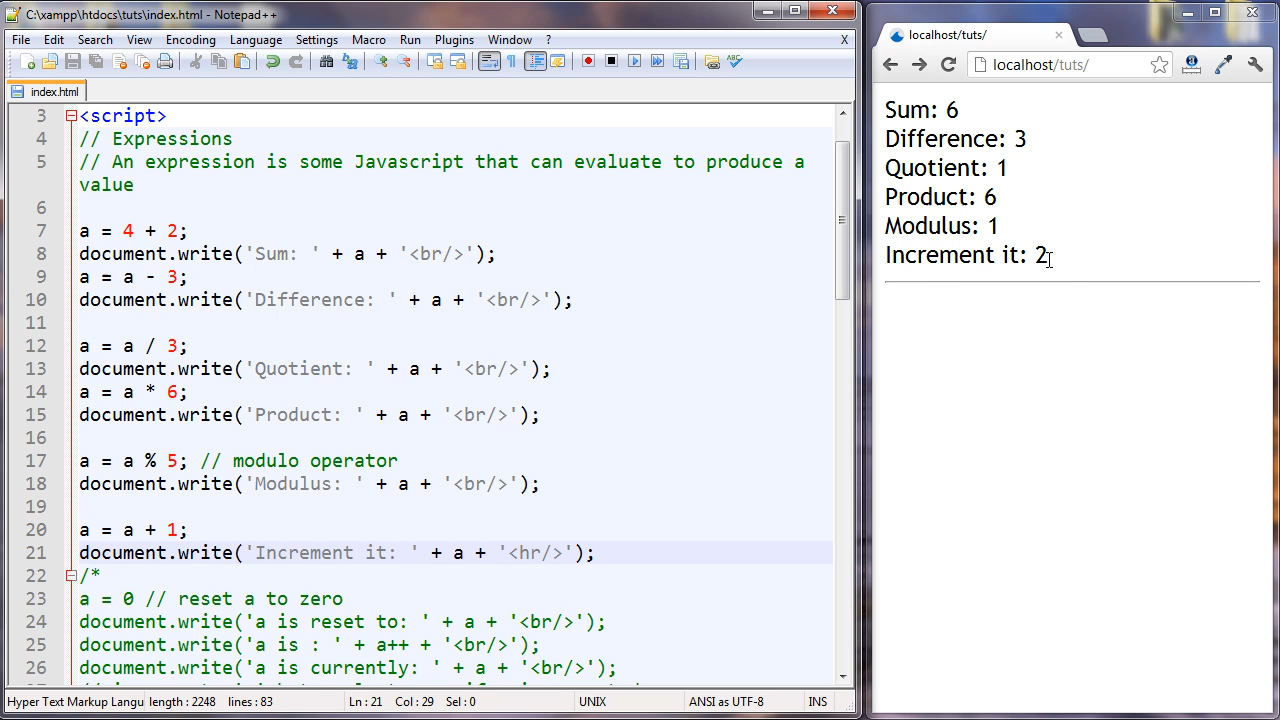 C:\xampp\htdocs\tuts\index.html - Notepad++
File Edit Search View Encoding Language Settings Macro Run Plugins Window ? X
index.html
3 <script>
4 // Expressions
5 // An expression is some Javascript that can evaluate to produce a
value
6
7 a = 4 + 2;
8 document.write('Sum: ' + a + '<br/>');
9 a = a - 3;
10 document.write('Difference: ' + a + '<br/>');
11
12 a = a / 3;
13 document.write('Quotient: ' + a + '<br/>');
14 a = a * 6;
15 document.write('Product: ' + a + '<br/>');
16
17 a = a % 5; // modulo operator
18 document.write('Modulus: ' + a + '<br/>');
19
20 a = a + 1;
21 document.write('Increment it: ' + a + '<hr/>');
22 /*
23 a = 0 // reset a to zero
24 document.write('a is reset to: ' + a + '<br/>');
25 document.write('a is : ' + a++ + '<br/>');
26 document.write('a is currently: ' + a + '<br/>');
Hyper Text Markup Langu length : 2248 lines : 83 Ln : 21 Col : 29 Sel : 0 UNIX ANSI as UTF-8 INS
localhost/tuts/
localhost/tuts/
Sum: 6
Difference: 3
Quotient: 1
Product: 6
Modulus: 1
Increment it: 2